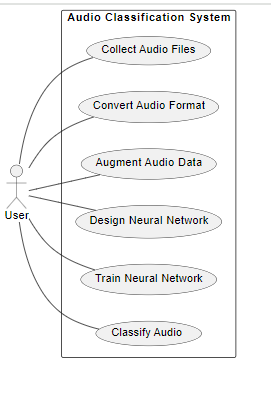 Audio Classification System
Collect Audio Files
Convert Audio Format
Augment Audio Data
User
Design Neural Network
Train Neural Network
Classify Audio